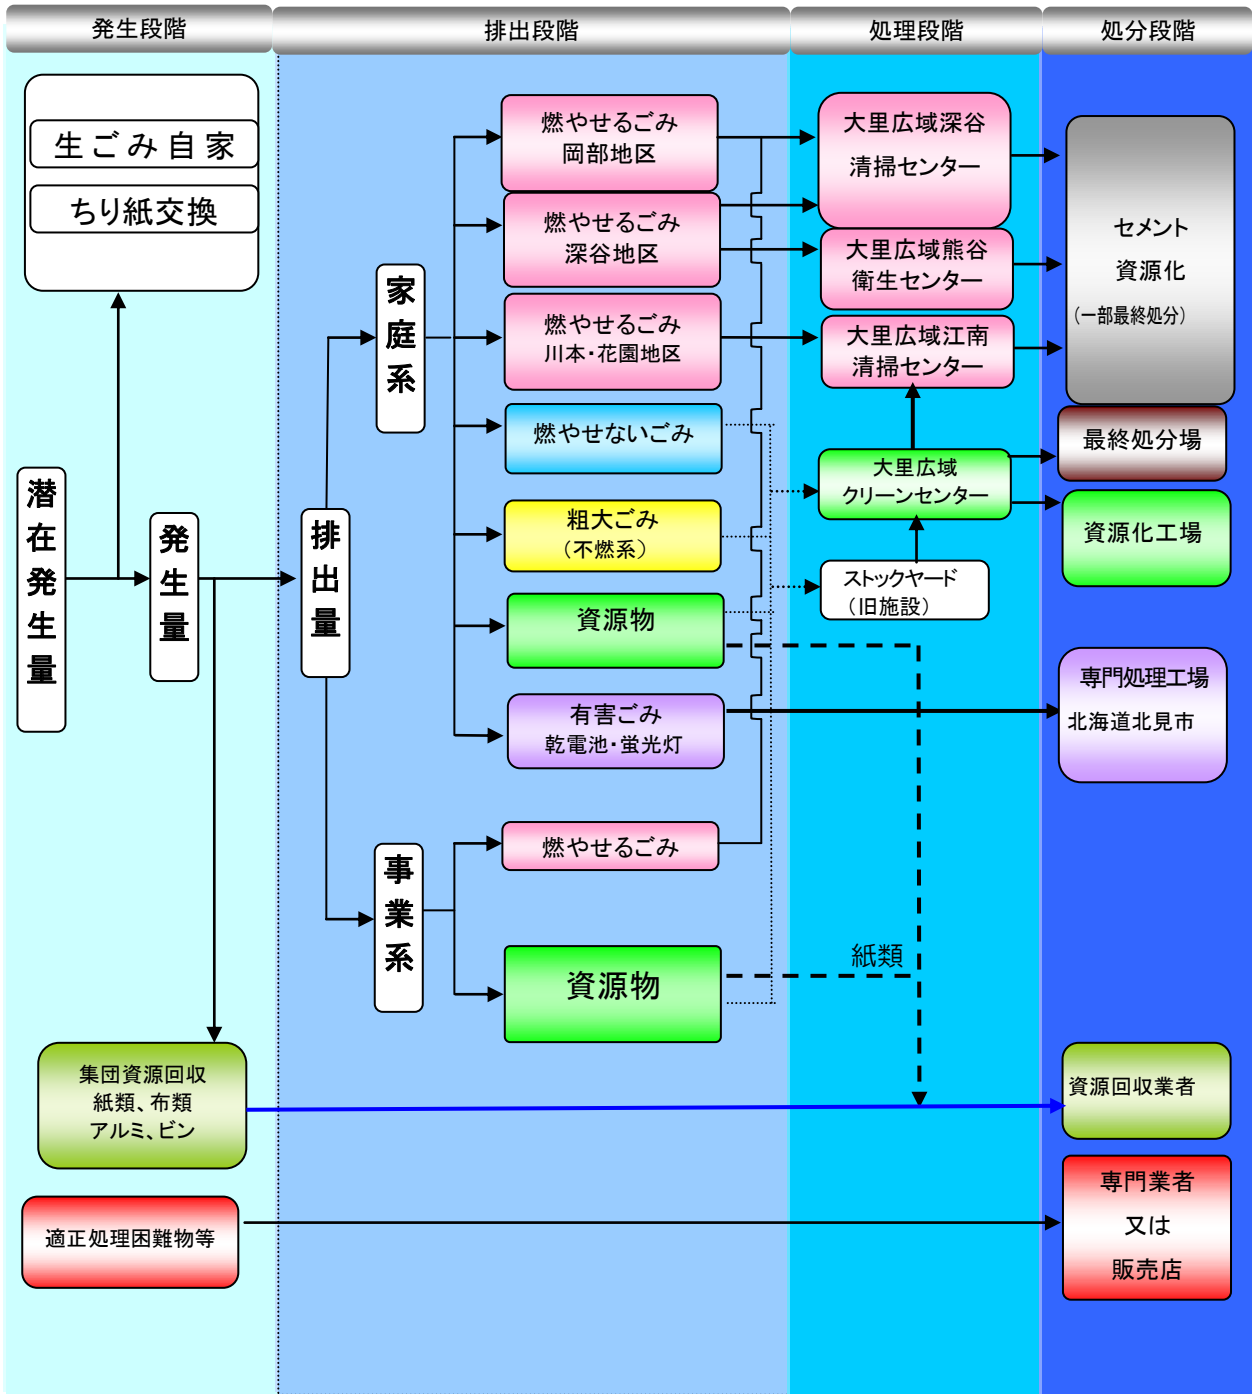 発生段階
排出段階
処理段階
処分段階
生ごみ自家
ちり紙交換
潜在発生量
発生量
排出量
家庭系
事業系
燃やせるごみ
岡部地区
燃やせるごみ
深谷地区
燃やせるごみ
川本・花園地区
燃やせないごみ
粗大ごみ
（不燃系）
資源物
有害ごみ
乾電池・蛍光灯
燃やせるごみ
資源物
紙類
大里広域深谷
清掃センター
大里広域熊谷
衛生センター
大里広域江南
清掃センター
大里広域
クリーンセンター
ストックヤード
（旧施設）
セメント
資源化
（一部最終処分）
最終処分場
資源化工場
専門処理工場
北海道北見市
集団資源回収
紙類、布類
アルミ、ビン
資源回収業者
適正処理困難物等
専門業者
又は
販売店